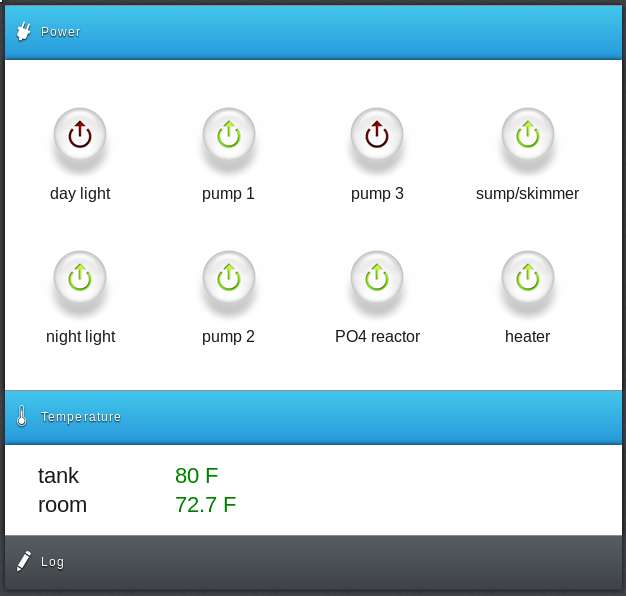 Power
day light pump 1 pump 3 sump/skimmer
night light pump 2 PO4 reactor heater
Temperature
tank 80 F
room 72.7 F
Log